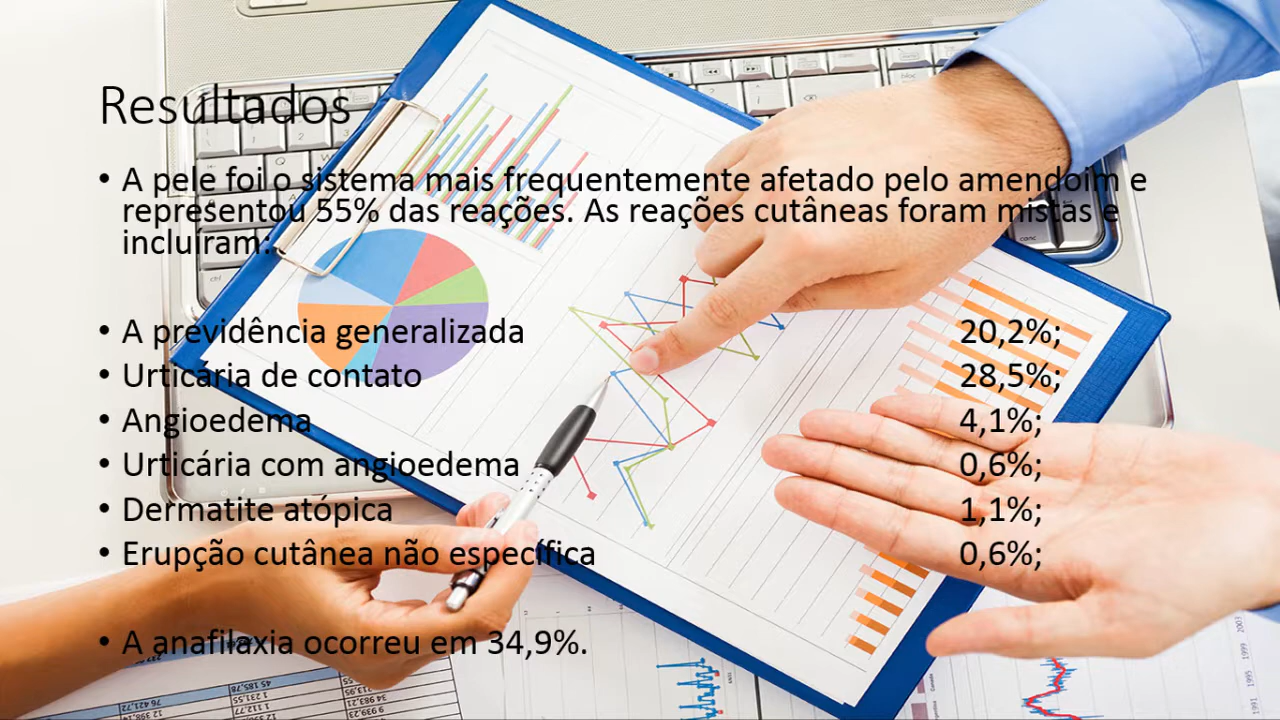 Resultados
• A pele foi o sistema mais frequentemente afetado pelo amendoim e
representou 55% das reações. As reações cutâneas foram mistas e
incluíram:
• A previdência generalizada 20,2%;
• Urticária de contato 28,5%;
• Angioedema 4,1%;
• Urticária com angioedema 0,6%;
• Dermatite atópica 1,1%;
• Erupção cutânea não específica 0,6%;
• A anafilaxia ocorreu em 34,9%.